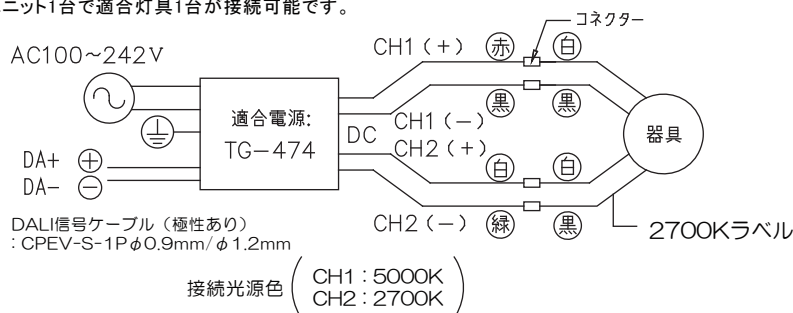 ニット1台で適合灯具1台が接続可能です。
コネクター
AC100~242V
CH1(+) 赤 白
適合電源:
TG-474
DC
CH1(-) 黒 黒
器具
CH2(+) 白 白
DA+ +
DA- -
CH2(-) 緑 黒
2700Kラベル
DALI信号ケーブル(極性あり)
:CPEV-S-1Pφ0.9mm/φ1.2mm
接続光源色
CH1:5000K
CH2:2700K